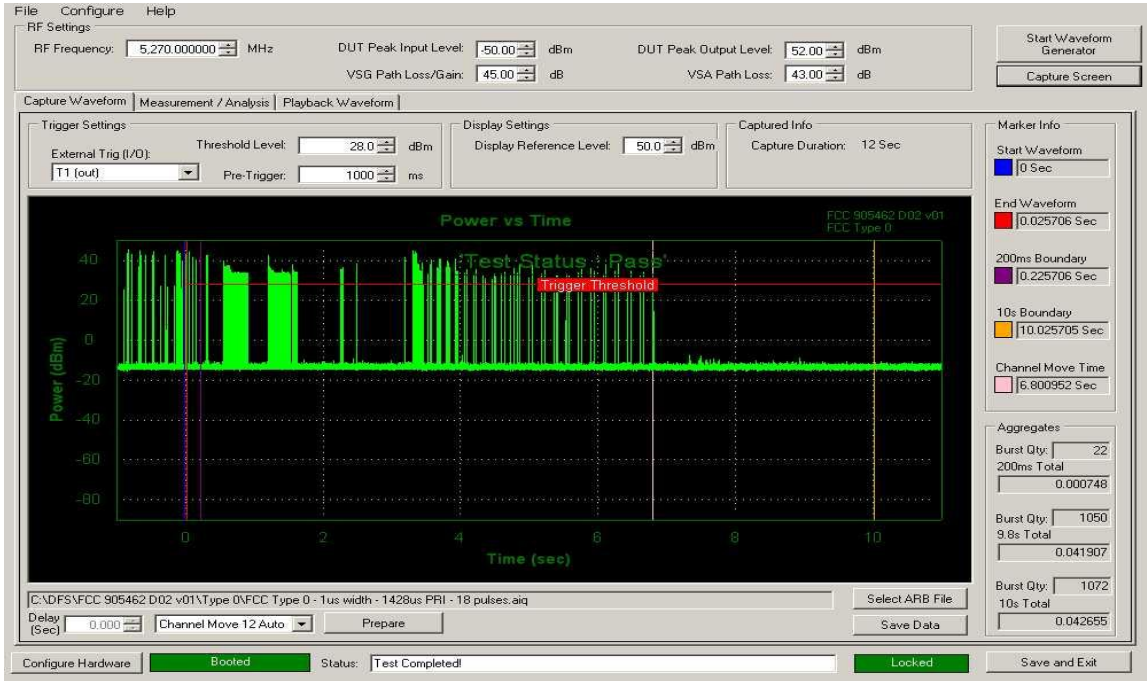 File Configure Help
RF Settings
RF Frequency: 5,270.000000 MHz
DUT Peak Input Level: -50.00 dBm
DUT Peak Output Level: 52.00 dBm
VSG Path Loss/Gain: 45.00 dB
VSA Path Loss: 43.00 dB
Start Waveform Generator
Capture Screen
Capture Waveform Measurement / Analysis Playback Waveform
Trigger Settings
External Trig (I/O):
T1 (out)
Threshold Level: 28.0 dBm
Pre-Trigger: 1000 ms
Display Settings
Display Reference Level: 50.0 dBm
Captured Info
Capture Duration: 12 Sec
Marker Info
Start Waveform
0 Sec
End Waveform
0.025706 Sec
200ms Boundary
0.225706 Sec
10s Boundary
10.025705 Sec
Channel Move Time
6.800952 Sec
Power vs Time
FCC 905462 D02 v01
FCC Type 0
'Test Status : Pass'
Trigger Threshold
Power (dBm)
40
20
0
-20
-40
-60
-80
0 2 4 6 8 10
Time (sec)
Aggregates
Burst Qty: 22
200ms Total
0.000748
Burst Qty: 1050
9.8s Total
0.041907
Burst Qty: 1072
10s Total
0.042655
C:\DFS\FCC 905462 D02 v01\Type 0\FCC Type 0 - 1us width - 1428us PRI - 18 pulses.aiq
Select ARB File
Delay (Sec) 0.000
Channel Move 12 Auto
Prepare
Save Data
Configure Hardware
Booted
Status: Test Completed!
Locked
Save and Exit